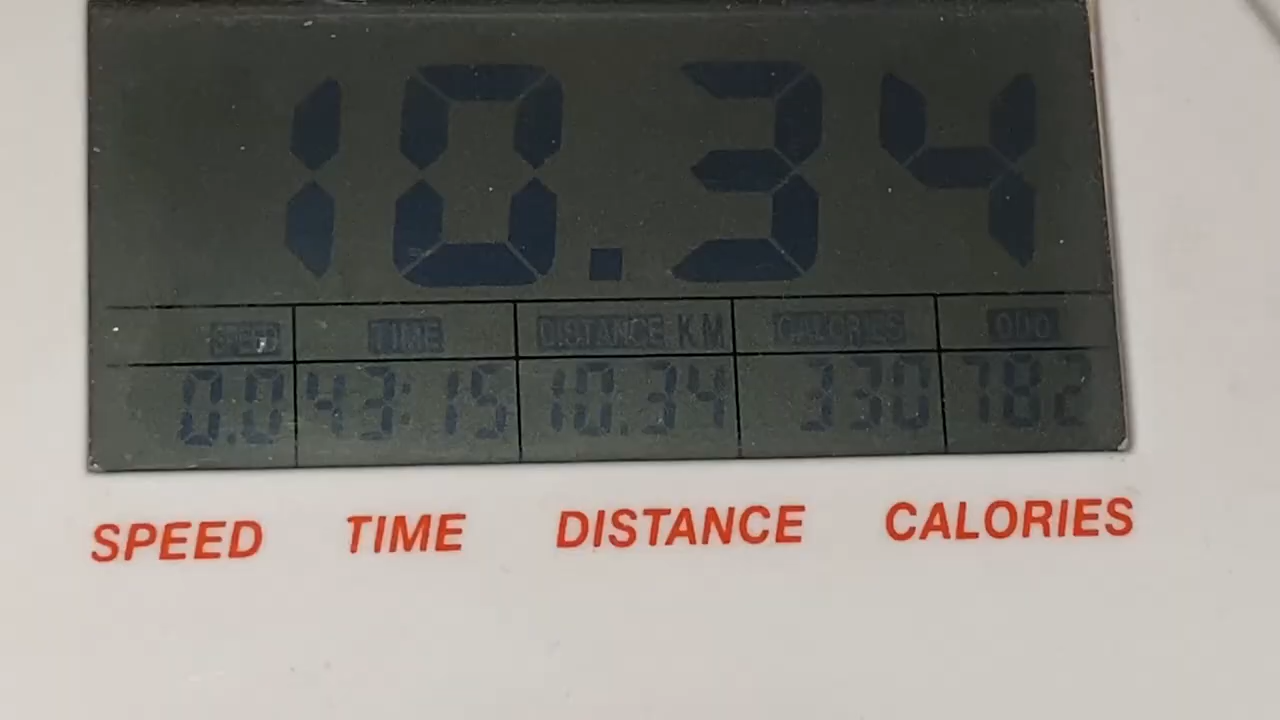 10.34
SPEED TIME DISTANCE KM CALORIES ODO
0.0 43:15 10.34 330 782
SPEED TIME DISTANCE CALORIES